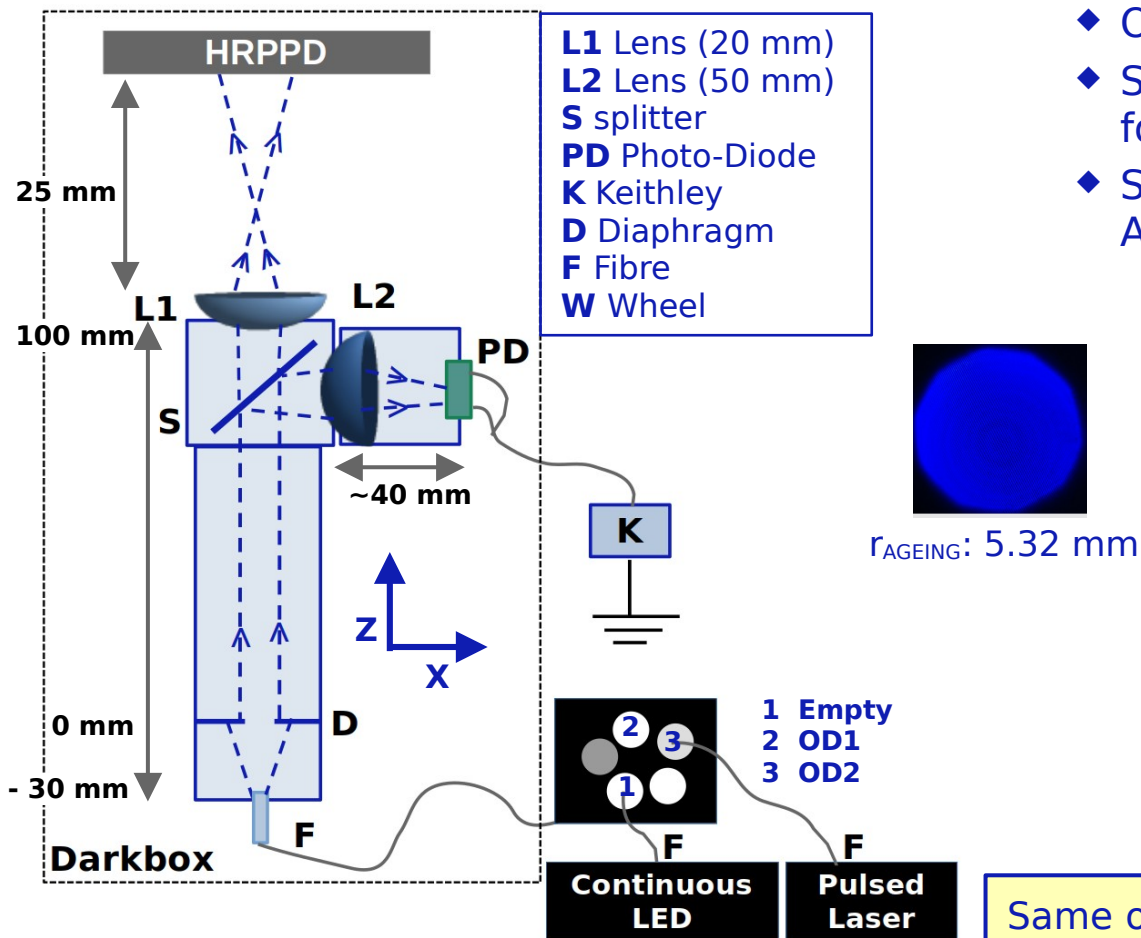 HRPPD
L1 Lens (20 mm)
L2 Lens (50 mm)
S splitter
PD Photo-Diode
K Keithley
D Diaphragm
F Fibre
W Wheel
25 mm
L1
L2
100 mm
PD
S
~40 mm
K
rAGEING: 5.32 mm
Z
X
0 mm
D
- 30 mm
F
Darkbox
2
3
1
1 Empty
2 OD1
3 OD2
F
F
Continuous
LED
Pulsed
Laser
Same